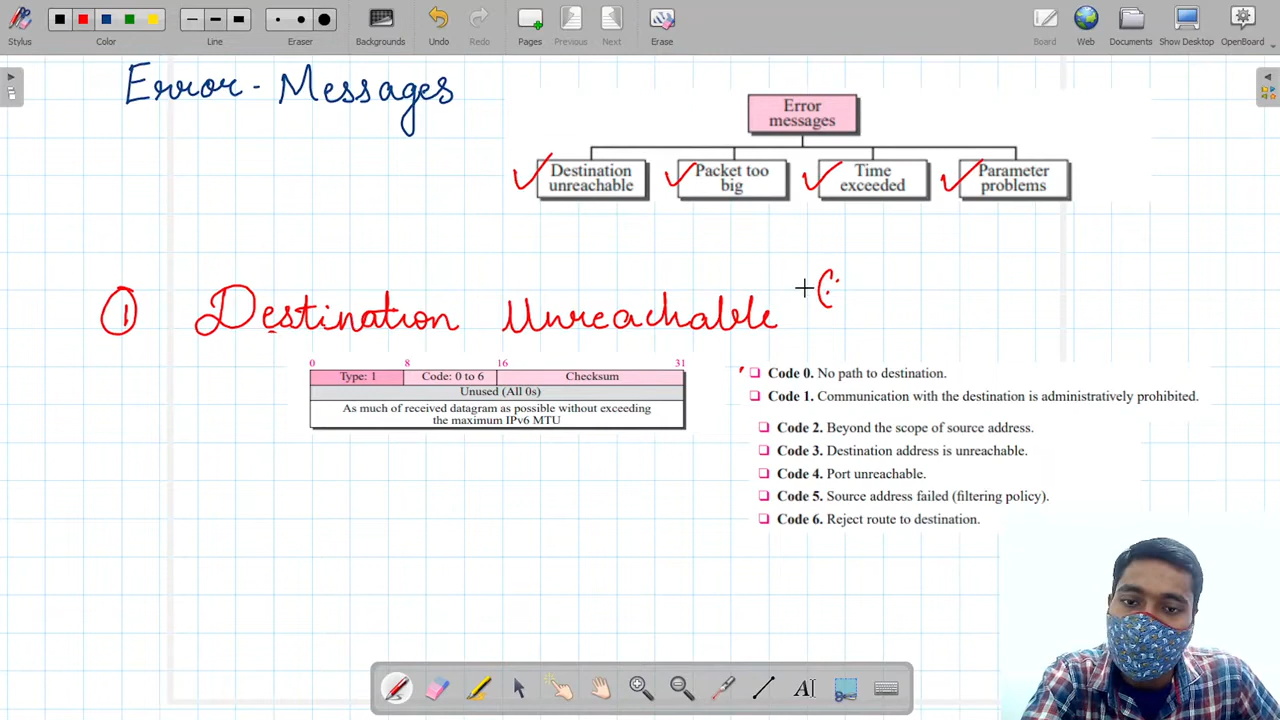 Stylus
Color
Line
Eraser
Backgrounds
Undo
Redo
Pages
Previous
Next
Erase
Board
Web
Documents
Show Desktop
OpenBoard
Error - Messages
Error
messages
Destination
unreachable
Packet too
big
Time
exceeded
Parameter
problems
1 Destination Unreachable
0 8 16 31
Type: 1 Code: 0 to 6 Checksum
Unused (All 0s)
As much of received datagram as possible without exceeding
the maximum IPv6 MTU
Code 0. No path to destination.
Code 1. Communication with the destination is administratively prohibited.
Code 2. Beyond the scope of source address.
Code 3. Destination address is unreachable.
Code 4. Port unreachable.
Code 5. Source address failed (filtering policy).
Code 6. Reject route to destination.